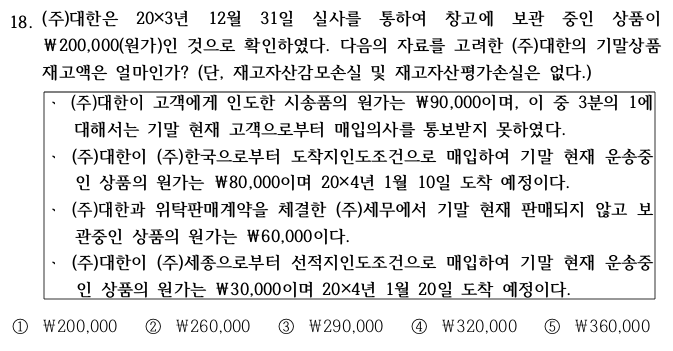 18. (주)대한은 20×3년 12월 31일 실사를 통하여 창고에 보관 중인 상품이
₩200,000(원가)인 것으로 확인하였다. 다음의 자료를 고려한 (주)대한의 기말상품
재고액은 얼마인가? (단, 재고자산감모손실 및 재고자산평가손실은 없다.)
· (주)대한이 고객에게 인도한 시송품의 원가는 ₩90,000이며, 이 중 3분의 1에
대해서는 기말 현재 고객으로부터 매입의사를 통보받지 못하였다.
· (주)대한이 (주)한국으로부터 도착지인도조건으로 매입하여 기말 현재 운송중
인 상품의 원가는 ₩80,000이며 20×4년 1월 10일 도착 예정이다.
· (주)대한과 위탁판매계약을 체결한 (주)세무에서 기말 현재 판매되지 않고 보
관중인 상품의 원가는 ₩60,000이다.
· (주)대한이 (주)세종으로부터 선적지인도조건으로 매입하여 기말 현재 운송중
인 상품의 원가는 ₩30,000이며 20×4년 1월 20일 도착 예정이다.
① ₩200,000 ② ₩260,000 ③ ₩290,000 ④ ₩320,000 ⑤ ₩360,000